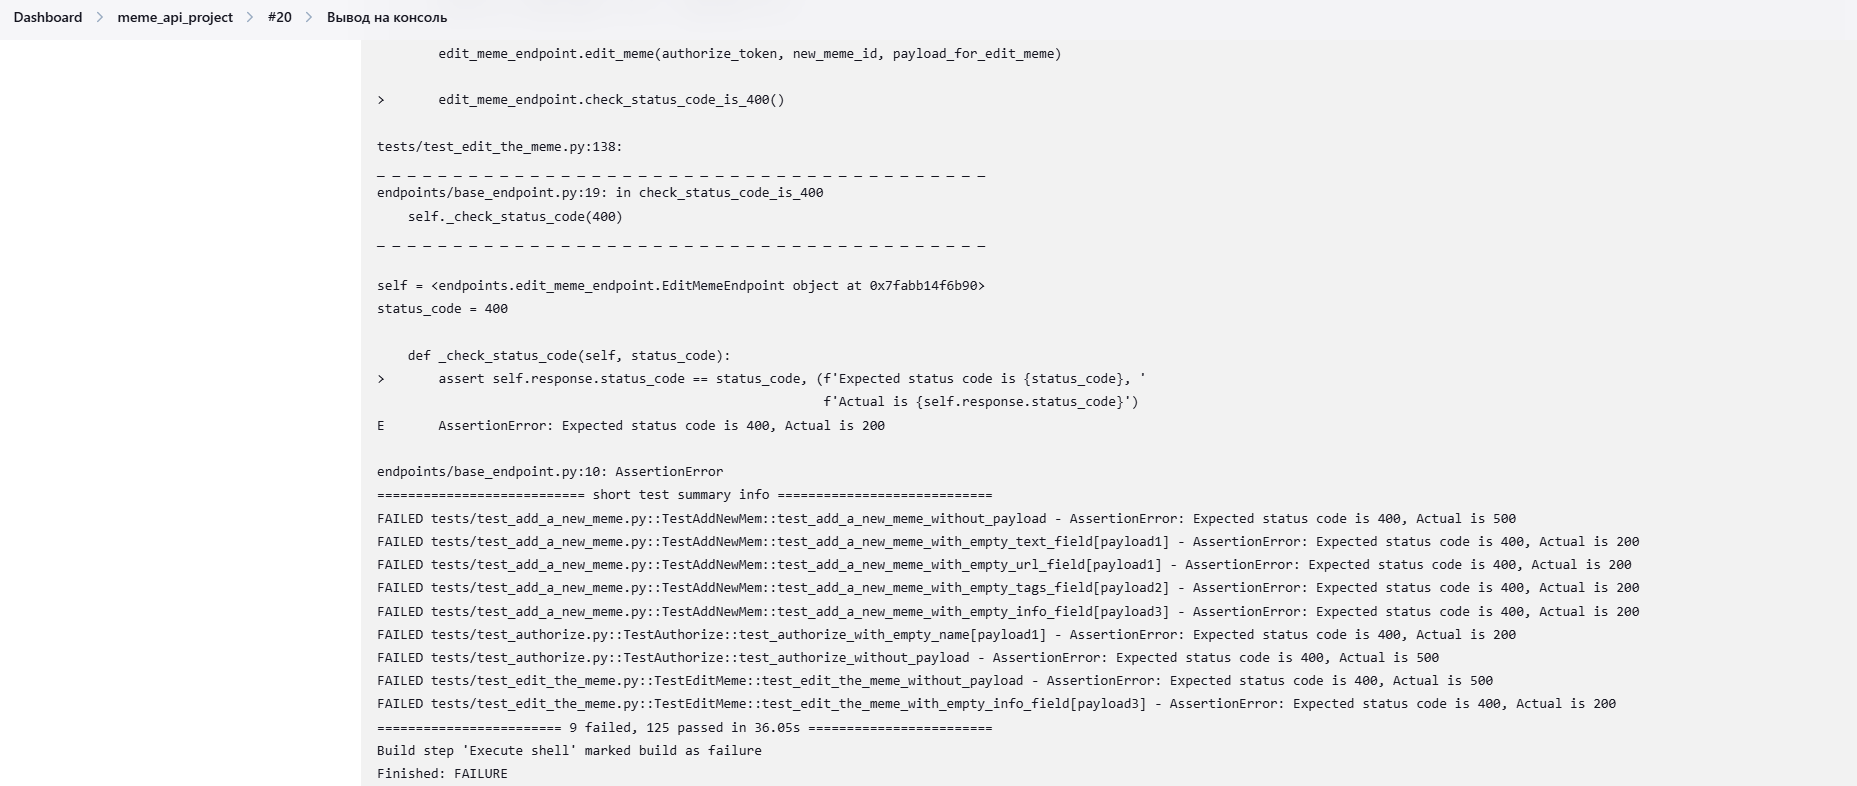 Dashboard > meme_api_project > #20 > Вывод на консоль
edit_meme_endpoint.edit_meme(authorize_token, new_meme_id, payload_for_edit_meme)
>       edit_meme_endpoint.check_status_code_is_400()
tests/test_edit_the_meme.py:138:
_ _ _ _ _ _ _ _ _ _ _ _ _ _ _ _ _ _ _ _ _ _ _ _ _ _ _ _ _ _ _ _ _ _ _ _ _ _ _ _
endpoints/base_endpoint.py:19: in check_status_code_is_400
    self._check_status_code(400)
_ _ _ _ _ _ _ _ _ _ _ _ _ _ _ _ _ _ _ _ _ _ _ _ _ _ _ _ _ _ _ _ _ _ _ _ _ _ _ _
self = <endpoints.edit_meme_endpoint.EditMemeEndpoint object at 0x7fabb14f6b90>
status_code = 400
    def _check_status_code(self, status_code):
>       assert self.response.status_code == status_code, (f'Expected status code is {status_code}, '
                                                          f'Actual is {self.response.status_code}')
E       AssertionError: Expected status code is 400, Actual is 200
endpoints/base_endpoint.py:10: AssertionError
=========================== short test summary info ============================
FAILED tests/test_add_a_new_meme.py::TestAddNewMem::test_add_a_new_meme_without_payload - AssertionError: Expected status code is 400, Actual is 500
FAILED tests/test_add_a_new_meme.py::TestAddNewMem::test_add_a_new_meme_with_empty_text_field[payload1] - AssertionError: Expected status code is 400, Actual is 200
FAILED tests/test_add_a_new_meme.py::TestAddNewMem::test_add_a_new_meme_with_empty_url_field[payload1] - AssertionError: Expected status code is 400, Actual is 200
FAILED tests/test_add_a_new_meme.py::TestAddNewMem::test_add_a_new_meme_with_empty_tags_field[payload2] - AssertionError: Expected status code is 400, Actual is 200
FAILED tests/test_add_a_new_meme.py::TestAddNewMem::test_add_a_new_meme_with_empty_info_field[payload3] - AssertionError: Expected status code is 400, Actual is 200
FAILED tests/test_authorize.py::TestAuthorize::test_authorize_with_empty_name[payload1] - AssertionError: Expected status code is 400, Actual is 200
FAILED tests/test_authorize.py::TestAuthorize::test_authorize_without_payload - AssertionError: Expected status code is 400, Actual is 500
FAILED tests/test_edit_the_meme.py::TestEditMeme::test_edit_the_meme_without_payload - AssertionError: Expected status code is 400, Actual is 500
FAILED tests/test_edit_the_meme.py::TestEditMeme::test_edit_the_meme_with_empty_info_field[payload3] - AssertionError: Expected status code is 400, Actual is 200
======================== 9 failed, 125 passed in 36.05s ========================
Build step 'Execute shell' marked build as failure
Finished: FAILURE